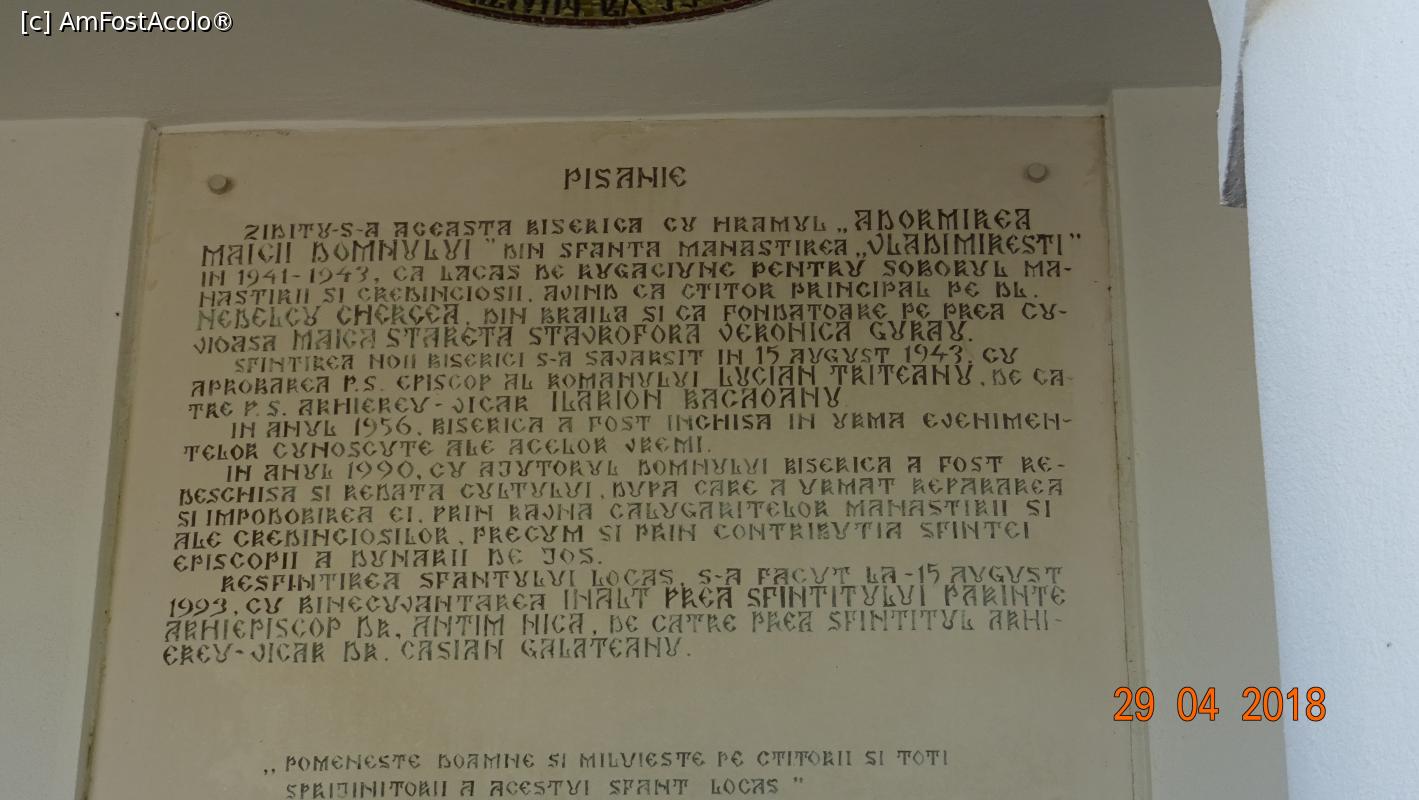 [c] AmFostAcolo®
PISANIE
ZIDITU-S-A ACEASTA BISERICA CU HRAMUL „ADORMIREA
MAICII DOMNULUI" DIN SFANTA MANASTIREA „VLADIMIRESTI"
IN 1941-1943, CA LACAS DE RUGACIUNE PENTRU SOBORUL MA-
NASTIRII SI CREDINCIOSII, AVIND CA CTITOR PRINCIPAL PE DL.
NEDELCU CHERCEA, DIN BRAILA SI CA FONDATOARE PE PREA CU-
VIOASA MAICA STARETA STAVROFORA VERONICA GURAU.
SFINTIREA NOII BISERICI S-A SAVARSIT IN 15 AUGUST 1943, CU
APROBAREA P.S. EPISCOP AL ROMANULUI LUCIAN TRITEANU, DE CA-
TRE P.S. ARHIEREU-VICAR ILARION BACAOANU
IN ANUL 1956, BISERICA A FOST INCHISA IN URMA EVENIMEN-
TELOR CUNOSCUTE ALE ACELOR VREMI.
IN ANUL 1990, CU AJUTORUL DOMNULUI BISERICA A FOST RE-
DESCHISA SI REDATA CULTULUI, DUPA CARE A URMAT REPARAREA
SI IMPODOBIREA EI, PRIN RAVNA CALUGARITELOR MANASTIRII SI
ALE CREDINCIOSILOR, PRECUM SI PRIN CONTRIBUTIA SFINTEI
EPISCOPII A DUNARII DE JOS.
RESFINTIREA SFANTULUI LOCAS, S-A FACUT LA-15 AUGUST
1993, CU BINECUVANTAREA INALT PREA SFINTITULUI PARINTE
ARHIEPISCOP DR. ANTIM NICA, DE CATRE PREA SFINTITUL ARHI-
EREU-VICAR DR. CASIAN GALATEANU.
„POMENESTE DOAMNE SI MILUIESTE PE CTITORII SI TOTI
SPRIJINITORII A ACESTUI SFANT LOCAS"
29 04 2018